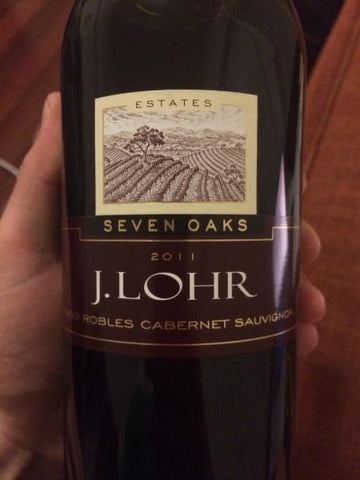 ESTATES
SEVEN OAKS
2011
J. LOHR
ROBLES CABERNET SAUVIGNON